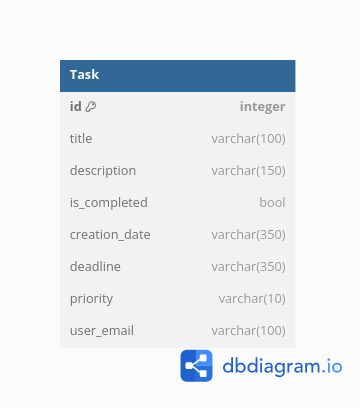 Task
id integer
title varchar(100)
description varchar(150)
is_completed bool
creation_date varchar(350)
deadline varchar(350)
priority varchar(10)
user_email varchar(100)
dbdiagram.io